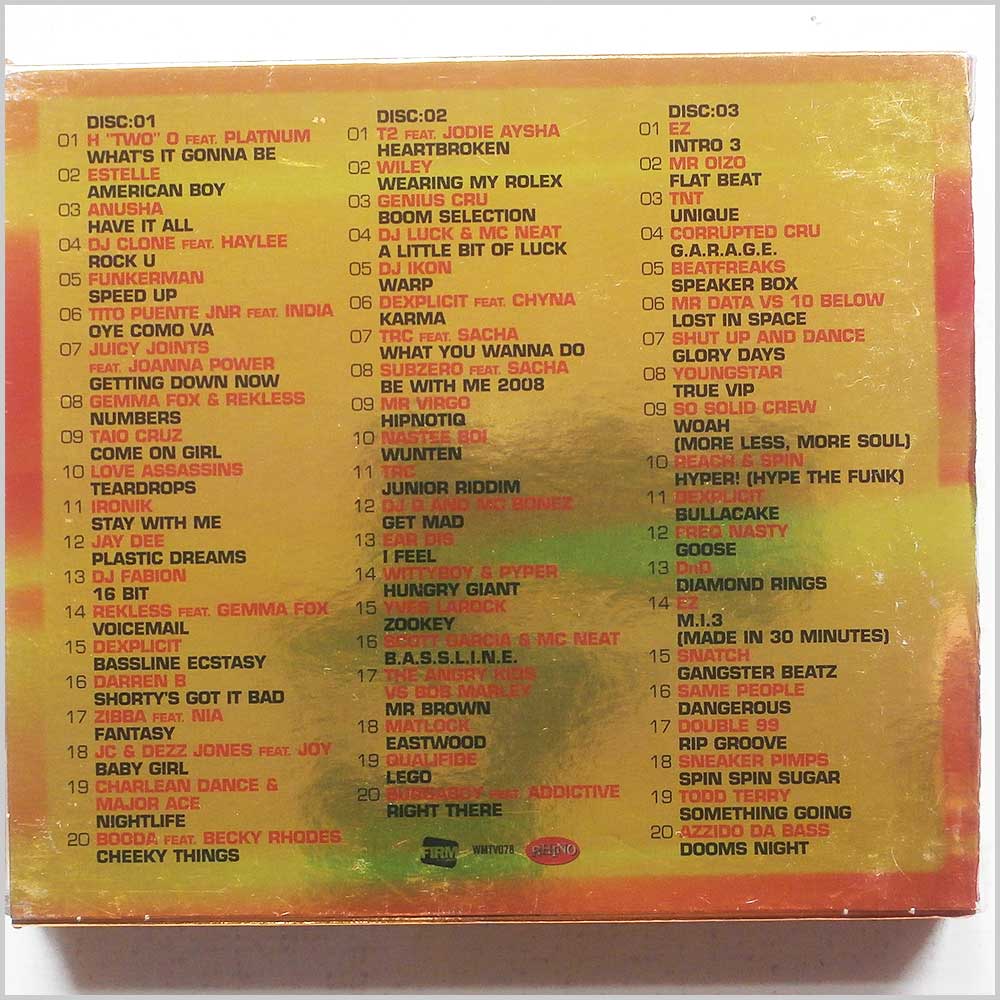 DISC:01
01 H "TWO" O FEAT. PLATNUM
WHAT'S IT GONNA BE
02 ESTELLE
AMERICAN BOY
03 ANUSHA
HAVE IT ALL
04 DJ CLONE FEAT. HAYLEE
ROCK U
05 FUNKERMAN
SPEED UP
06 TITO PUENTE JNR FEAT. INDIA
OYE COMO VA
07 JUICY JOINTS
FEAT. JOANNA POWER
GETTING DOWN NOW
08 GEMMA FOX & REKLESS
NUMBERS
09 TAIO CRUZ
COME ON GIRL
10 LOVE ASSASSINS
TEARDROPS
11 IRONIK
STAY WITH ME
12 JAY DEE
PLASTIC DREAMS
13 DJ FABION
16 BIT
14 REKLESS FEAT. GEMMA FOX
VOICEMAIL
15 DEXPLICIT
BASSLINE ECSTASY
16 DARREN B
SHORTY'S GOT IT BAD
17 ZIBBA FEAT. NIA
FANTASY
18 JC & DEZZ JONES FEAT. JOY
BABY GIRL
19 CHARLEAN DANCE &
MAJOR ACE
NIGHTLIFE
20 BOGDA FEAT. BECKY RHODES
CHEEKY THINGS
DISC:02
01 T2 FEAT. JODIE AYSHA
HEARTBROKEN
02 WILEY
WEARING MY ROLEX
03 GENIUS CRU
BOOM SELECTION
04 DJ LUCK & MC NEAT
A LITTLE BIT OF LUCK
05 DJ IKON
WARP
06 DEXPLICIT FEAT. CHYNA
KARMA
07 TRC FEAT. SACHA
WHAT YOU WANNA DO
08 SUBZERO FEAT. SACHA
BE WITH ME 2008
09 MR VIRGO
HIPNOTIQ
10 NASTEE BOI
WUNTEN
11 TRC
JUNIOR RIDDIM
12 DJ Q AND MC BONEZ
GET MAD
13 EAR DIS
I FEEL
14 WITTYBOY & PYPER
HUNGRY GIANT
15 YVES LAROCK
ZOOKEY
16 SCOTT GARCIA & MC NEAT
B.A.S.S.L.I.N.E.
17 THE ANGRY KIDS
VS BOB MARLEY
MR BROWN
18 MATLOCK
EASTWOOD
19 QUALIFIDE
LEGO
20 BUGGABOY FEAT. ADDICTIVE
RIGHT THERE
DISC:03
01 EZ
INTRO 3
02 MR OIZO
FLAT BEAT
03 TNT
UNIQUE
04 CORRUPTED CRU
G.A.R.A.G.E.
05 BEATFREAKS
SPEAKER BOX
06 MR DATA VS 10 BELOW
LOST IN SPACE
07 SHUT UP AND DANCE
GLORY DAYS
08 YOUNGSTAR
TRUE VIP
09 SO SOLID CREW
WOAH
(MORE LESS, MORE SOUL)
10 REACH & SPIN
HYPER! (HYPE THE FUNK)
11 DEXPLICIT
BULLACAKE
12 FREQ NASTY
GOOSE
13 DnD
DIAMOND RINGS
14 EZ
M.I.3
(MADE IN 30 MINUTES)
15 SNATCH
GANGSTER BEATZ
16 SAME PEOPLE
DANGEROUS
17 DOUBLE 99
RIP GROOVE
18 SNEAKER PIMPS
SPIN SPIN SUGAR
19 TODD TERRY
SOMETHING GOING
20 AZZIDO DA BASS
DOOMS NIGHT
FIRM WMTV078 RHINO